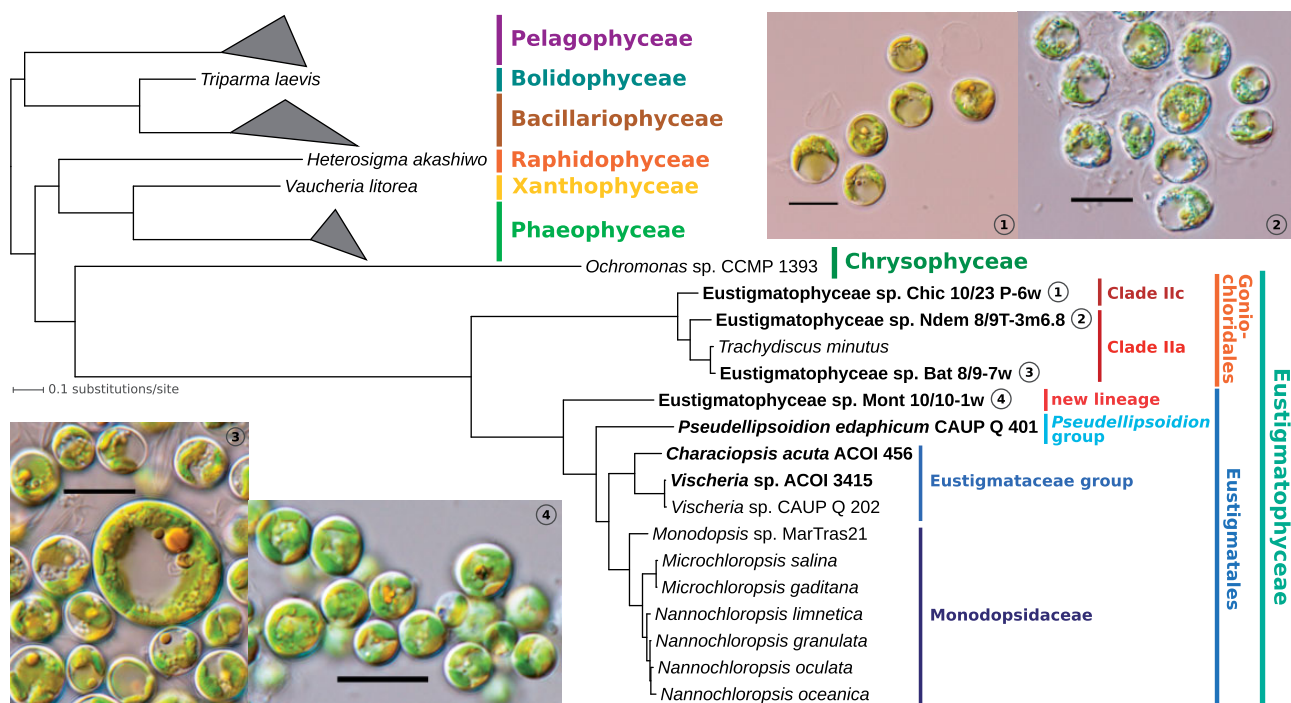 Pelagophyceae
Triparma laevis
Bolidophyceae
Bacillariophyceae
Heterosigma akashiwo
Raphidophyceae
Vaucheria litorea
Xanthophyceae
Phaeophyceae
Ochromonas sp. CCMP 1393
Chrysophyceae
1
2
Eustigmatophyceae sp. Chic 10/23 P-6w 1
Clade IIc
Eustigmatophyceae sp. Ndem 8/9T-3m6.8 2
Trachydiscus minutus
Clade IIa
Eustigmatophyceae sp. Bat 8/9-7w 3
Gonio-
chloridales
0.1 substitutions/site
Eustigmatophyceae sp. Mont 10/10-1w 4
new lineage
Pseudellipsoidion edaphicum CAUP Q 401
Pseudellipsoidion
group
Characiopsis acuta ACOI 456
Vischeria sp. ACOI 3415
Eustigmataceae group
Vischeria sp. CAUP Q 202
Monodopsis sp. MarTras21
Microchloropsis salina
Microchloropsis gaditana
Nannochloropsis limnetica
Monodopsidaceae
Nannochloropsis granulata
Nannochloropsis oculata
Nannochloropsis oceanica
Eustigmatales
Eustigmatophyceae
3
4